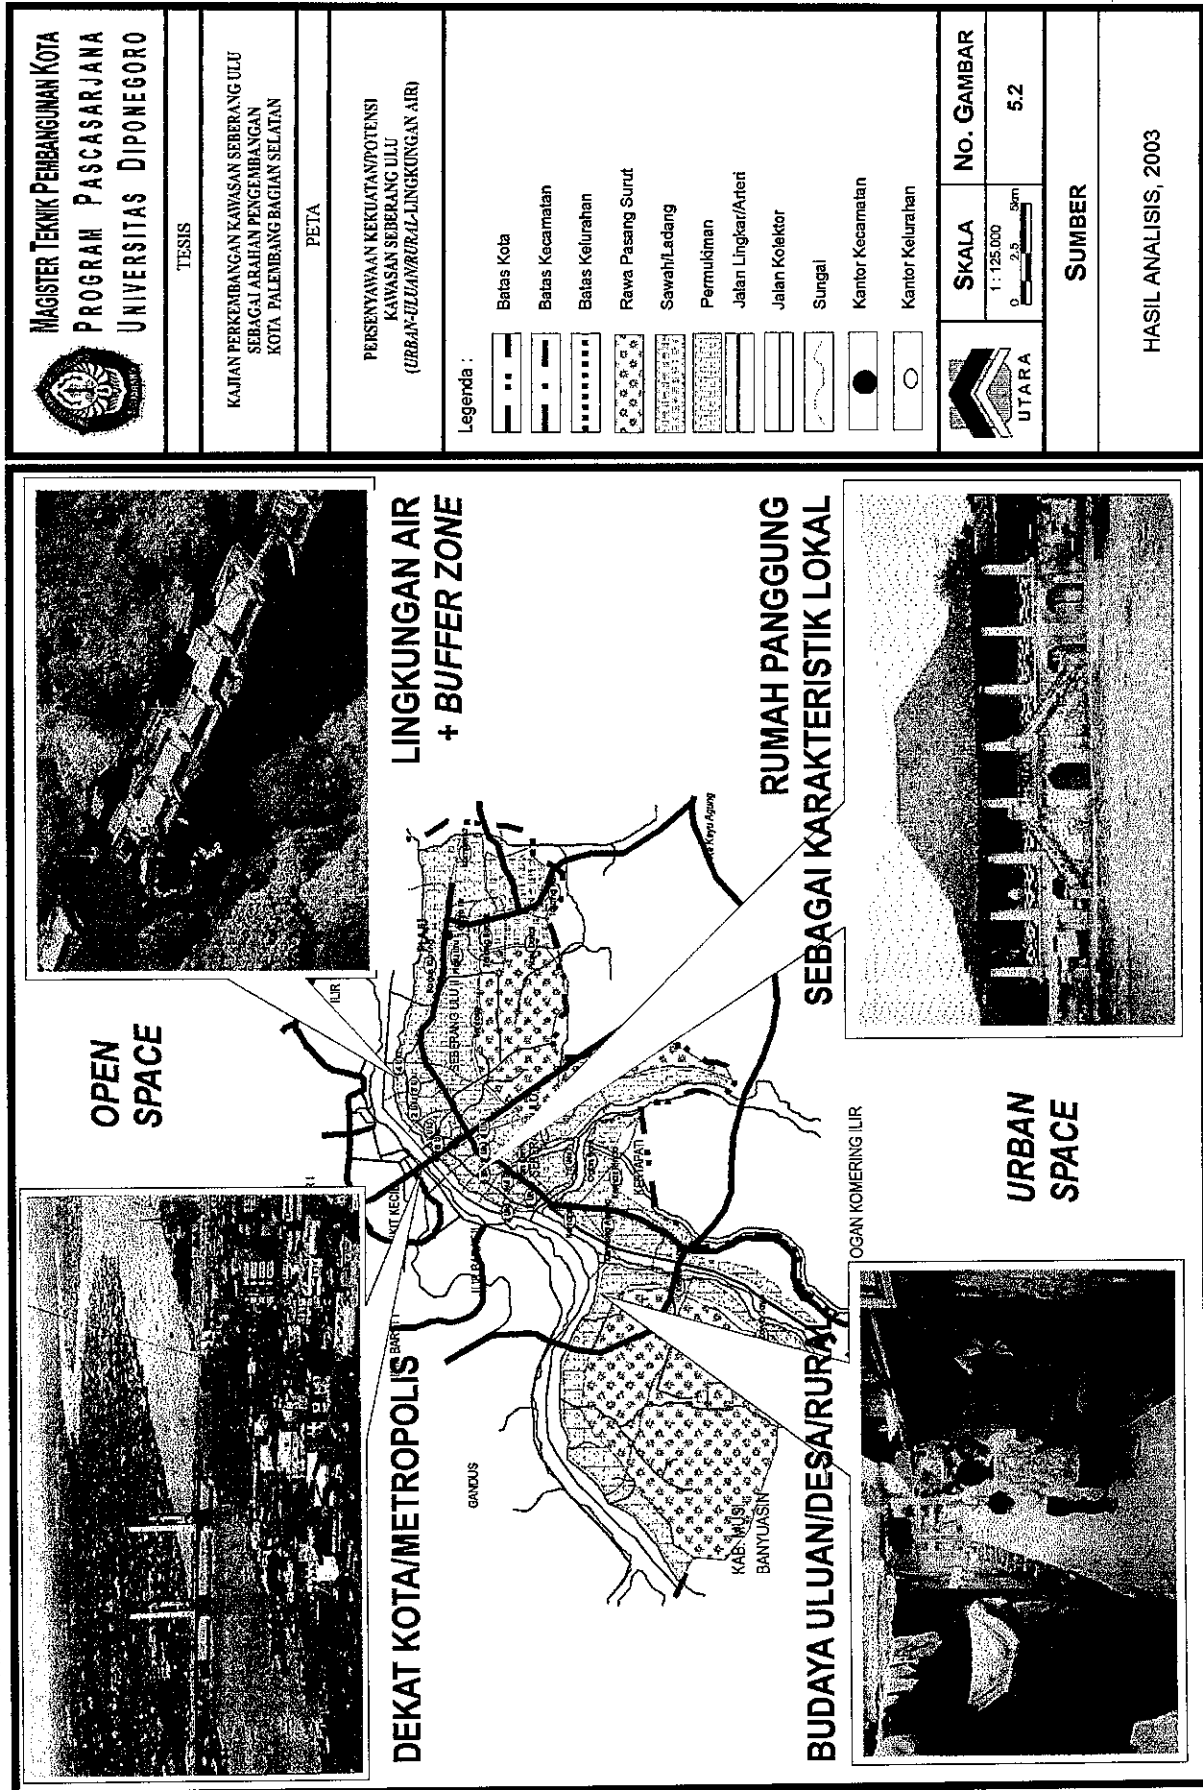 MAGISTER TEKNIK PEMBANGUNAN KOTA
PROGRAM PASCASARJANA
UNIVERSITAS DIPONEGORO
TESIS
KAJIAN PERKEMBANGAN KAWASAN SEBERANG ULU
SEBAGAI ARAHAN PENGEMBANGAN
KOTA PALEMBANG BAGIAN SELATAN
PETA
PERSENYAWAAN KEKUATAN/POTENSI
KAWASAN SEBERANG ULU
(URBAN-ULUAN/RURAL-LINGKUNGAN AIR)
Legenda :
Batas Kota
Batas Kecamatan
Batas Kelurahan
Rawa Pasang Surut
Sawah/Ladang
Permukiman
Jalan Lingkar/Arteri
Jalan Kolektor
Sungai
Kantor Kecamatan
Kantor Kelurahan
UTARA
SKALA
1 : 125.000
0 2,5 5km
No. GAMBAR
5.2
SUMBER
HASIL ANALISIS, 2003
DEKAT KOTA/METROPOLIS
OPEN
SPACE
LINGKUNGAN AIR
+ BUFFER ZONE
GANDUS
ILIR
PLAJU
SEBERANG ULU II
KERTAPATI
KAB. MUSI
BANYUASIN
OGAN KOMERING ILIR
Kayu Agung
BUDAYA ULUAN/DESA/RURAL
URBAN
SPACE
RUMAH PANGGUNG
SEBAGAI KARAKTERISTIK LOKAL